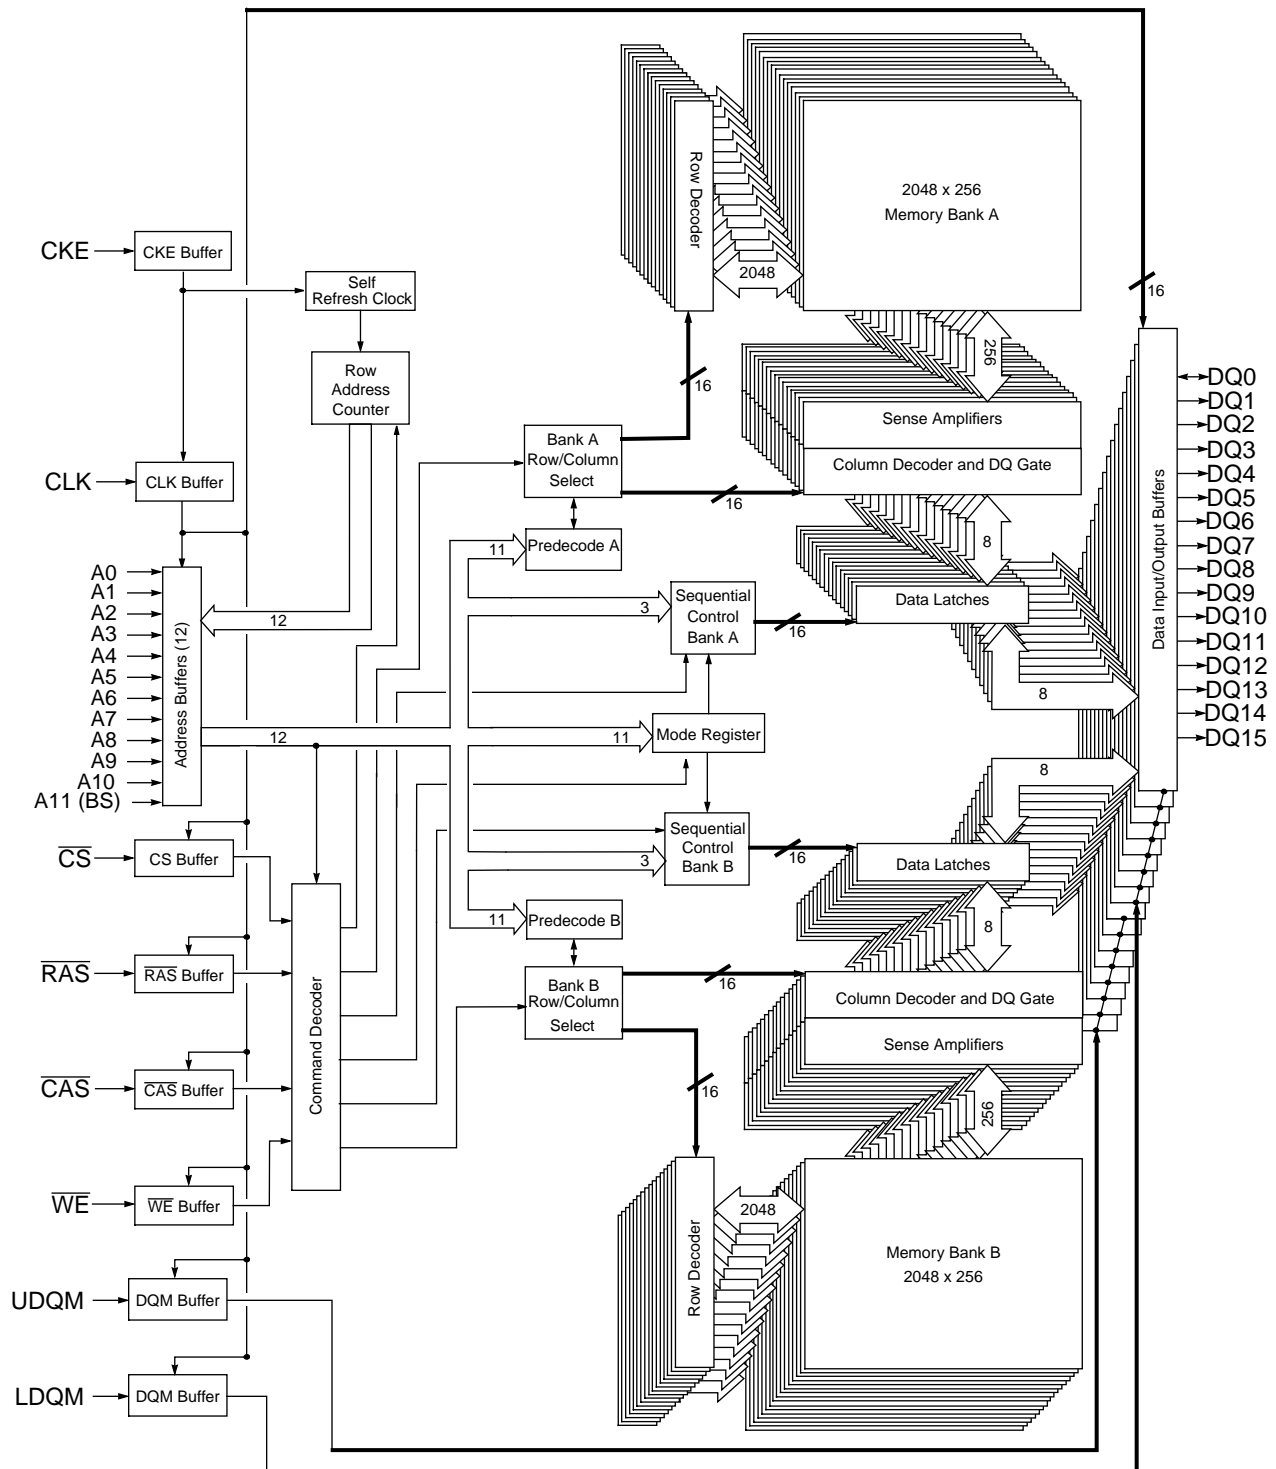 2048 x 256
Memory Bank A
Row Decoder
2048
CKE
CKE Buffer
Self
Refresh Clock
16
256
Row
Address
Counter
16
DQ0
DQ1
DQ2
DQ3
DQ4
DQ5
DQ6
DQ7
DQ8
DQ9
DQ10
DQ11
DQ12
DQ13
DQ14
DQ15
Data Input/Output Buffers
Sense Amplifiers
Column Decoder and DQ Gate
Bank A
Row/Column
Select
16
CLK
CLK Buffer
Predecode A
11
8
A0
A1
A2
A3
A4
A5
A6
A7
A8
A9
A10
A11 (BS)
Address Buffers (12)
12
3
Sequential
Control
Bank A
16
Data Latches
8
12
11
Mode Register
8
Sequential
Control
Bank B
3
16
Data Latches
CS
CS Buffer
11
Predecode B
8
RAS
RAS Buffer
Command Decoder
Bank B
Row/Column
Select
16
Column Decoder and DQ Gate
Sense Amplifiers
CAS
CAS Buffer
16
256
WE
WE Buffer
Row Decoder
2048
Memory Bank B
2048 x 256
UDQM
DQM Buffer
LDQM
DQM Buffer